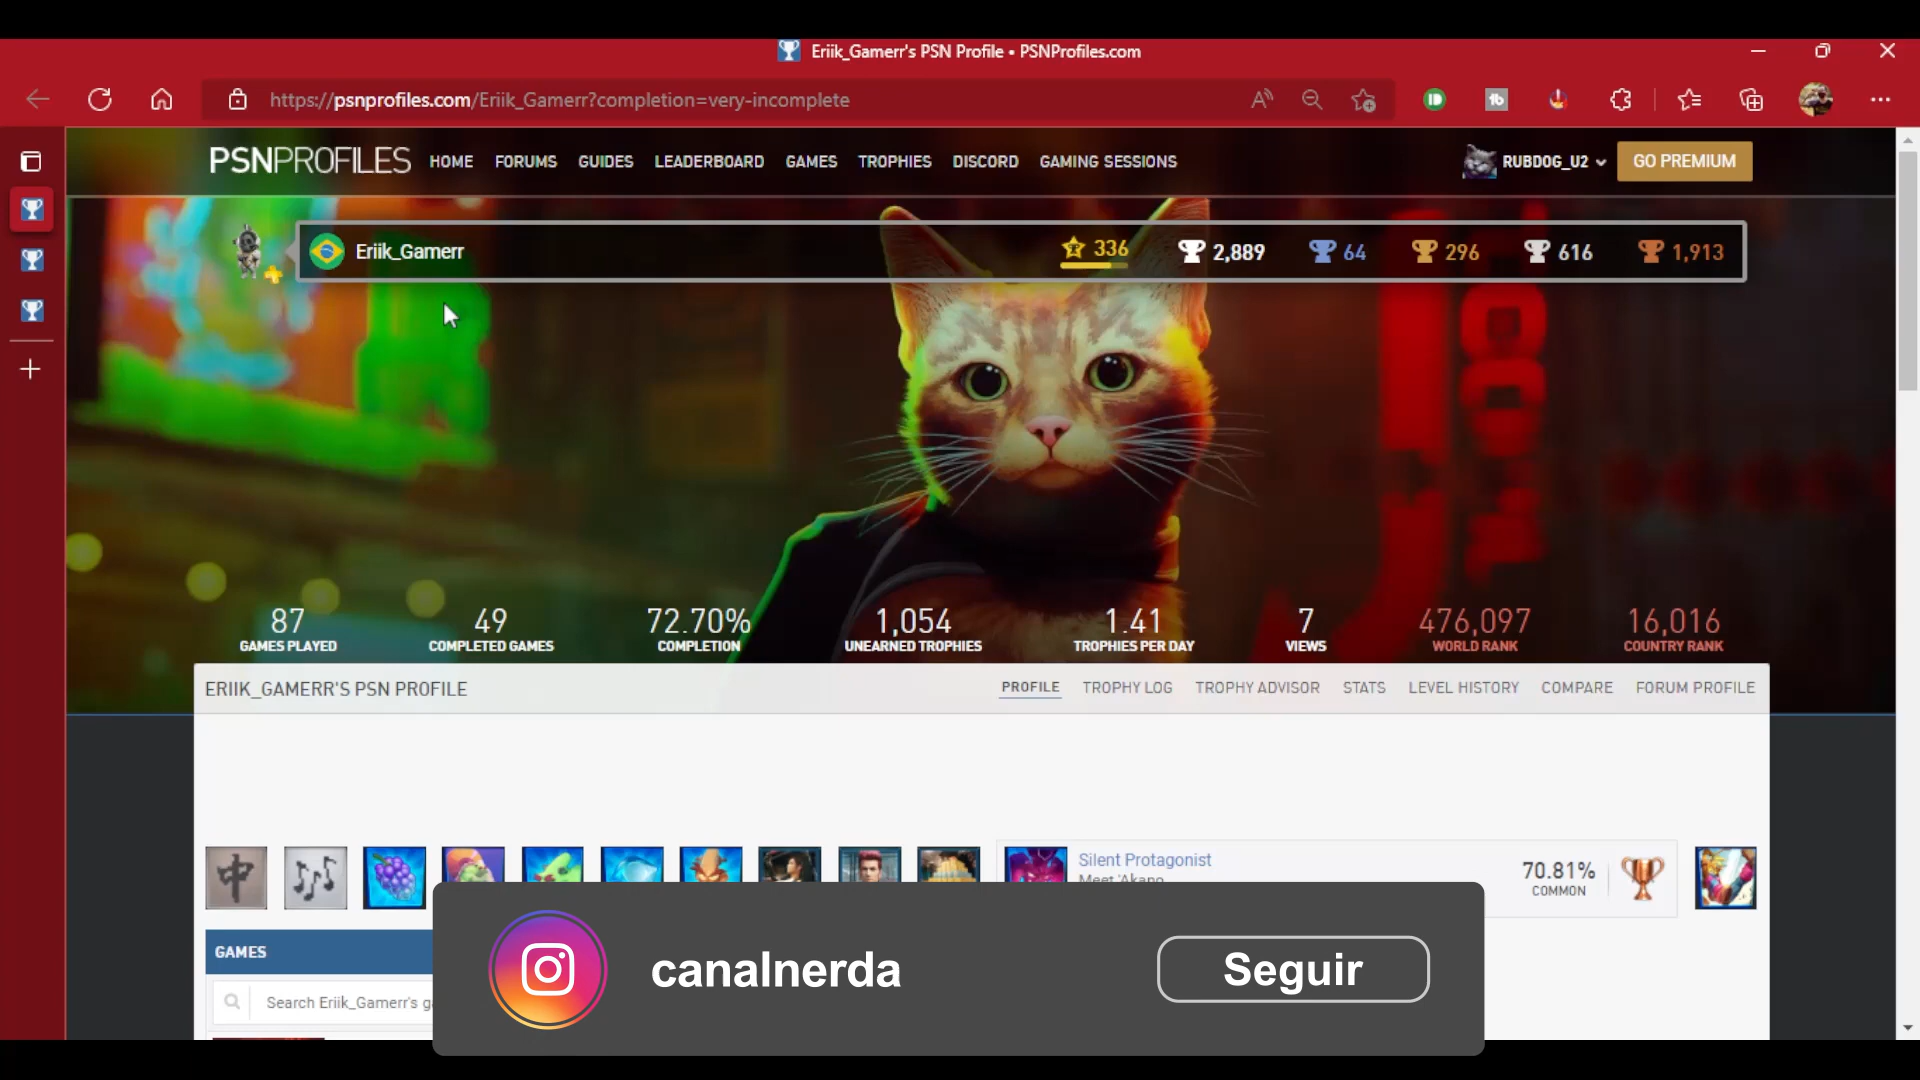 Eriik_Gamerr's PSN Profile • PSNProfiles.com
https://psnprofiles.com/Eriik_Gamerr?completion=very-incomplete
PSNPROFILES HOME FORUMS GUIDES LEADERBOARD GAMES TROPHIES DISCORD GAMING SESSIONS RUBDOG_U2 GO PREMIUM
Eriik_Gamerr 336 2,889 64 296 616 1,913
87 49 72.70% 1,054 1.41 7 476,097 16,016
GAMES PLAYED COMPLETED GAMES COMPLETION UNEARNED TROPHIES TROPHIES PER DAY VIEWS WORLD RANK COUNTRY RANK
ERIIK_GAMERR'S PSN PROFILE PROFILE TROPHY LOG TROPHY ADVISOR STATS LEVEL HISTORY COMPARE FORUM PROFILE
中
Silent Protagonist 70.81%
Meet 'Akano COMMON
GAMES
canalnerda Seguir
Search Eriik_Gamerr's